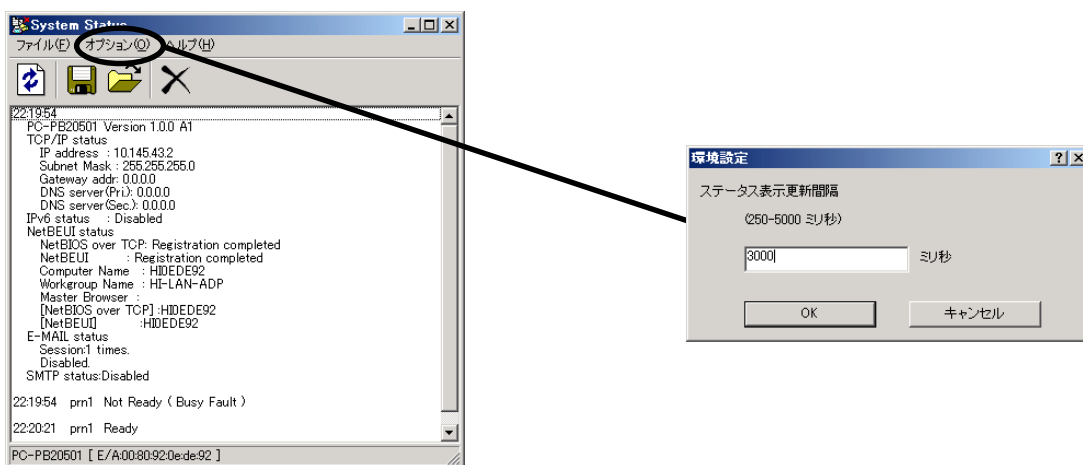 System Status
ファイル(F) オプション(O) ヘルプ(H)
22:19:54
PC-PB20501 Version 1.0.0 A1
TCP/IP status
IP address : 10.145.43.2
Subnet Mask : 255.255.255.0
Gateway addr: 0.0.0.0
DNS server(Pri.): 0.0.0.0
DNS server(Sec.): 0.0.0.0
IPv6 status : Disabled
NetBEUI status
NetBIOS over TCP: Registration completed
NetBEUI : Registration completed
Computer Name : HI0EDE92
Workgroup Name : HI-LAN-ADP
Master Browser :
[NetBIOS over TCP] :HI0EDE92
[NetBEUI] :HI0EDE92
E-MAIL status
Session:1 times.
Disabled.
SMTP status:Disabled
22:19:54 prn1 Not Ready ( Busy Fault )
22:20:21 prn1 Ready
PC-PB20501 [ E/A:00:80:92:0e:de:92 ]
環境設定
ステータス表示更新間隔
(250-5000 ミリ秒)
3000 ミリ秒
OK キャンセル